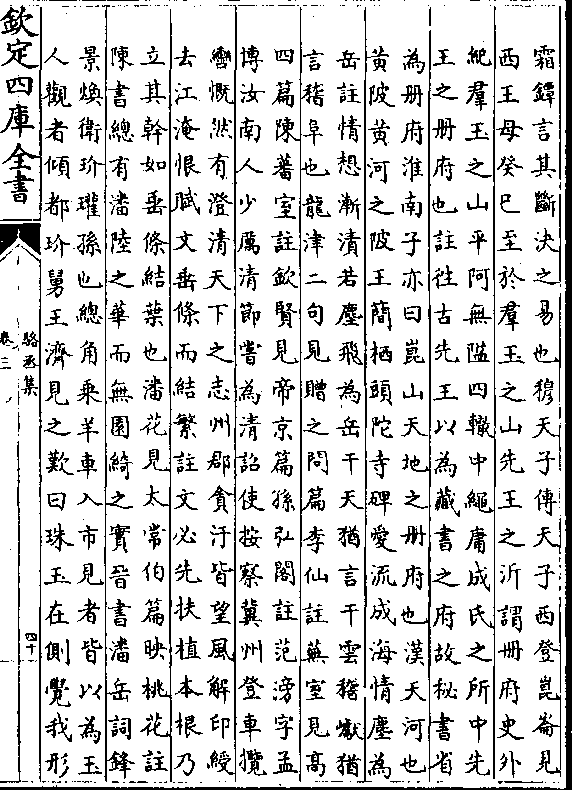 霜鐔言其斷決之易也穆天子傳天子西登崑崙見
西王母癸巳至於羣玉之山先王之所謂冊府史外
紀羣玉之山平阿無隘四轍中繩庸成氏之所中先
王之册府也註往古先王以為藏書之府故秘書省
為册府淮南子亦曰崑山天地之册府也漢天河也
黄陂黄河之陂王簡栖頭陀寺碑愛流成海情塵為
岳註情想漸漬若塵飛為岳干天猶言干雲稽嶽猶
言稽阜也龍津二句見贈之問篇李仙註蕪室見髙
四篇陳蕃室註欽賢見帝京篇孫弘閣註范滂字孟
博汝南人少厲清節嘗為清詔使按察冀州登車攬
轡慨然有澄清天下之志州郡貪汙皆望風解印綬
去江淹恨賦文垂條而結繁註文必先扶植本根乃
立其幹如垂條結葉也潘花見太常伯篇映桃花註
陳書總有潘陸之華而無園綺之實晉書潘岳詞鋒
景煥衛玠璀孫也總角乘羊車入市見者皆以為玉
人觀者傾都玠舅王濟見之歎曰珠玉在側覺我形
欽定四庫全書
駱丞集
卷三
四十